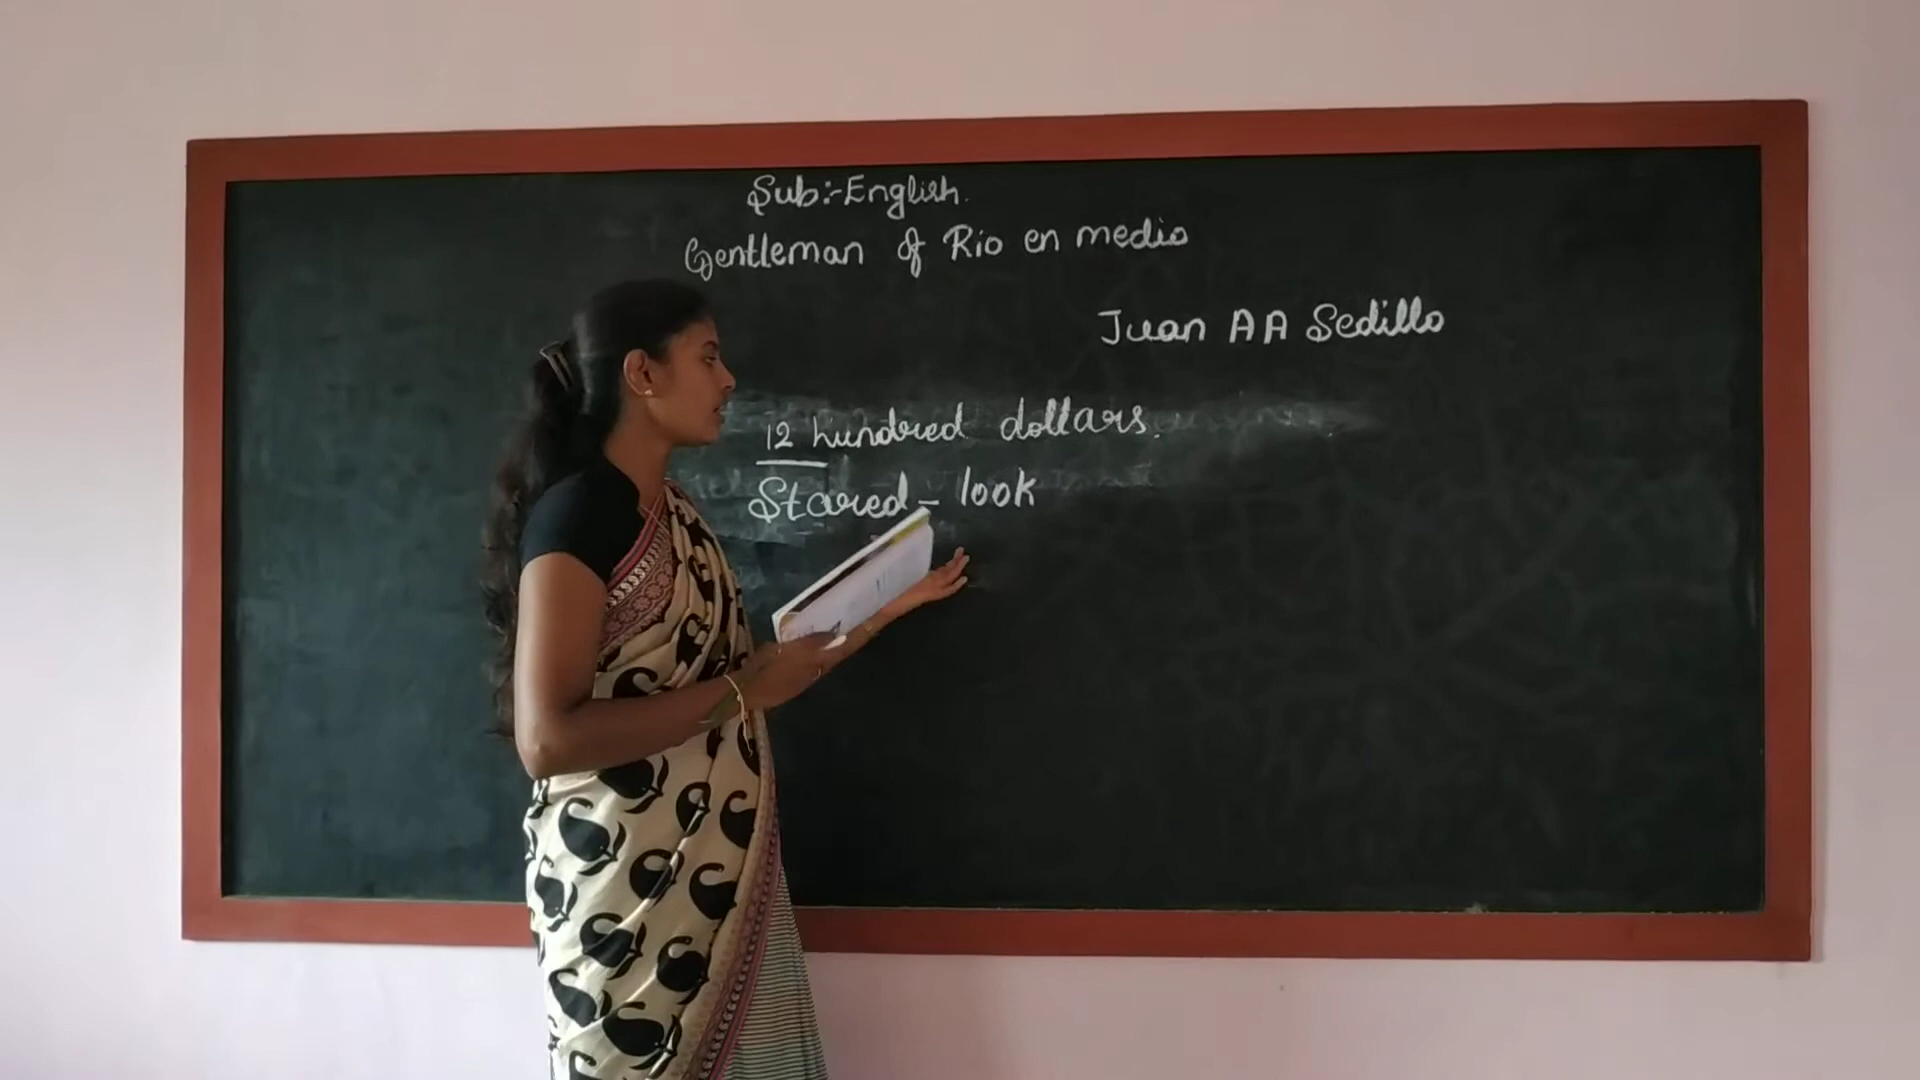 Sub:-English.
Gentleman of Rio en medio
Juan A A Sedillo
12 hundred dollars.
Stared - look